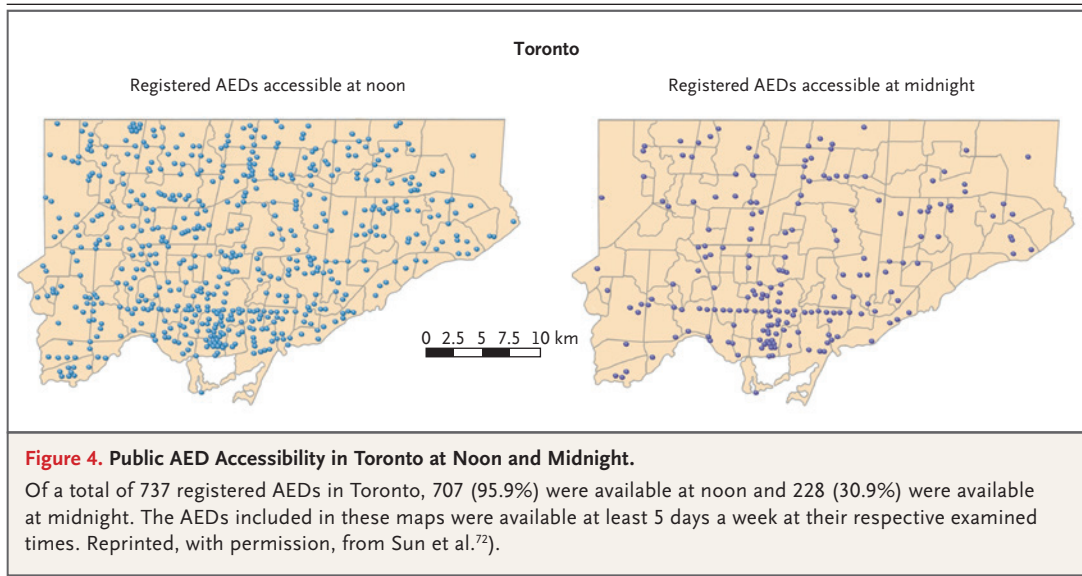 Toronto
Registered AEDs accessible at noon
Registered AEDs accessible at midnight
0 2.5 5 7.5 10 km
Figure 4. Public AED Accessibility in Toronto at Noon and Midnight.
Of a total of 737 registered AEDs in Toronto, 707 (95.9%) were available at noon and 228 (30.9%) were available
at midnight. The AEDs included in these maps were available at least 5 days a week at their respective examined
times. Reprinted, with permission, from Sun et al.72).